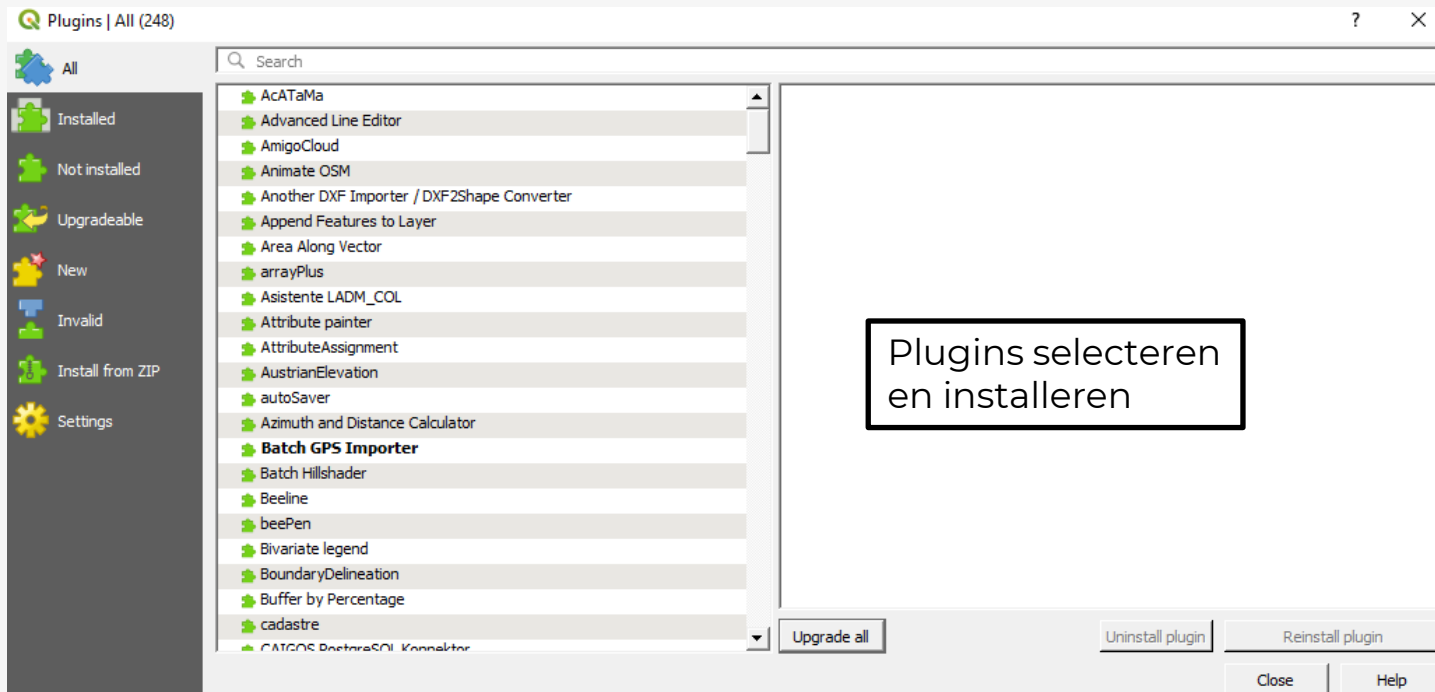 Plugins | All (248)
?
All
Search
Installed
Not installed
Upgradeable
New
Invalid
Install from ZIP
Settings
AcATaMa
Advanced Line Editor
AmigoCloud
Animate OSM
Another DXF Importer / DXF2Shape Converter
Append Features to Layer
Area Along Vector
arrayPlus
Asistente LADM_COL
Attribute painter
AttributeAssignment
AustrianElevation
autoSaver
Azimuth and Distance Calculator
Batch GPS Importer
Batch Hillshader
Beeline
beePen
Bivariate legend
BoundaryDelineation
Buffer by Percentage
cadastre
CAIGOS PostgreSQL Konnektor
Plugins selecteren
en installeren
Upgrade all
Uninstall plugin
Reinstall plugin
Close
Help